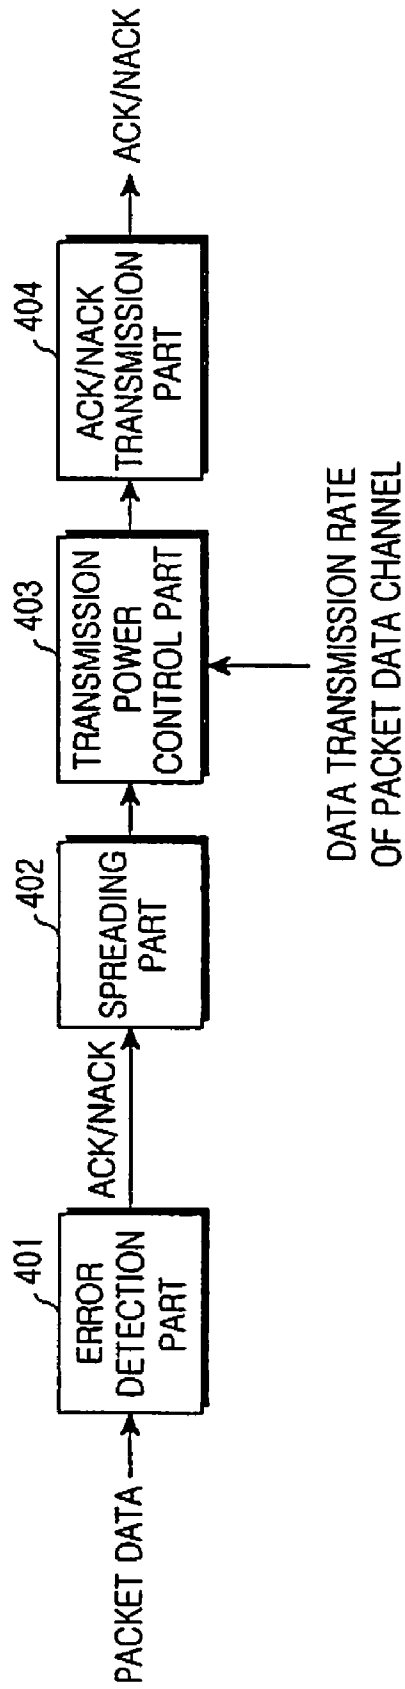 PACKET DATA
401
ERROR
DETECTION
PART
ACK/NACK
402
SPREADING
PART
403
TRANSMISSION
POWER
CONTROL PART
DATA TRANSMISSION RATE
OF PACKET DATA CHANNEL
404
ACK/NACK
TRANSMISSION
PART
ACK/NACK